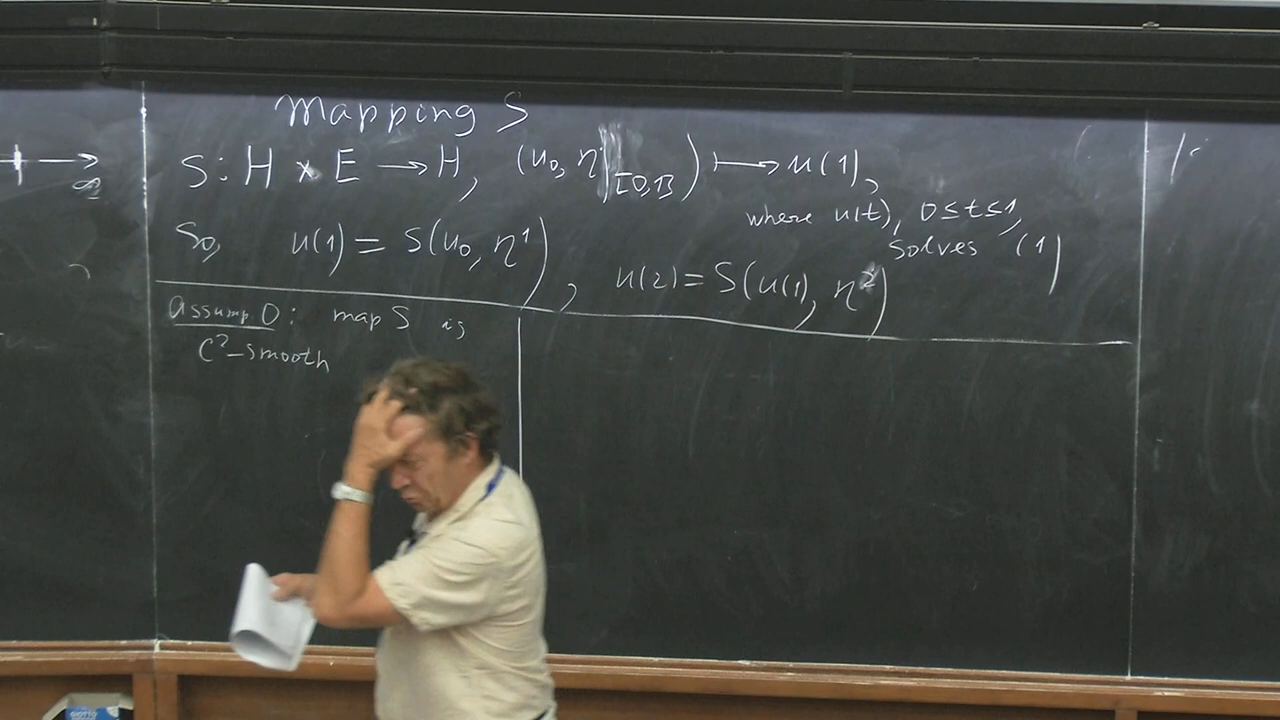 Mapping S
S: H × E → H, (u₀, η|[0,1]) ↦ u(1),
where u(t), 0≤t≤1,
solves (1)
So, u(1) = S(u₀, η¹), u(2) = S(u(1), η²)
Assump. 0: map S is
C²-smooth
GIOTTO